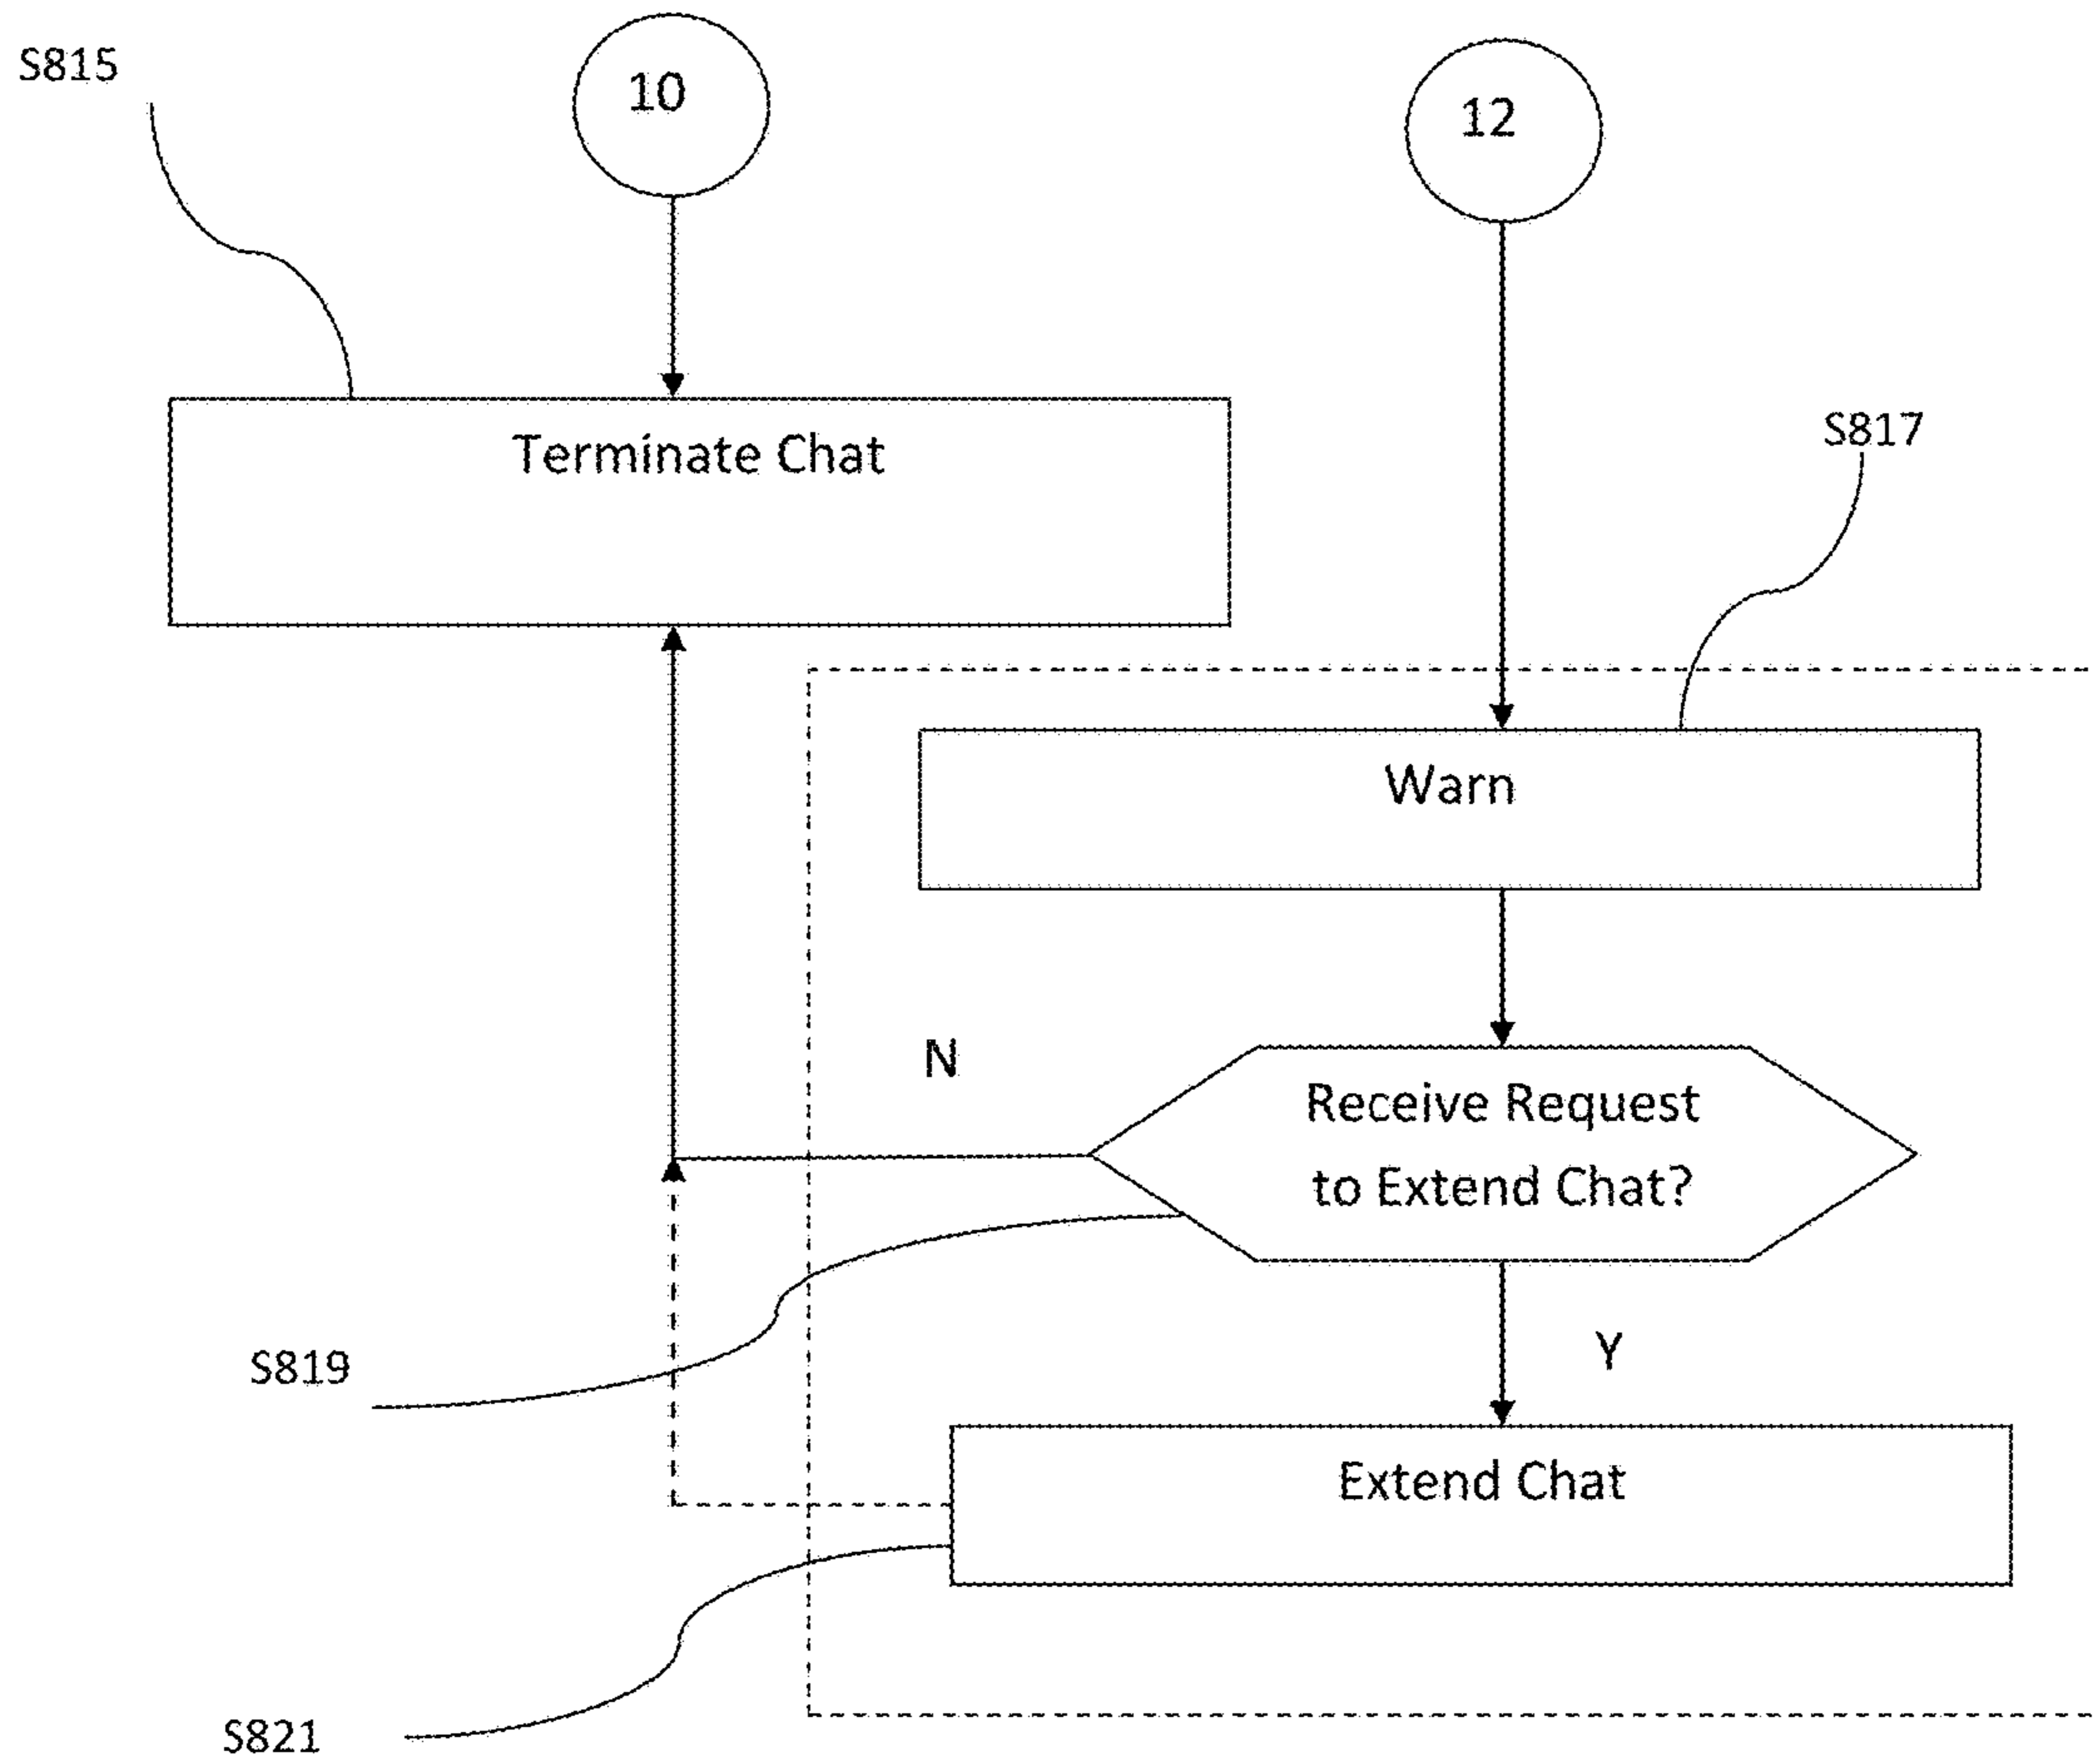 S815
10
12
Terminate Chat
S817
Warn
N
Receive Request
to Extend Chat?
Y
S819
Extend Chat
S821